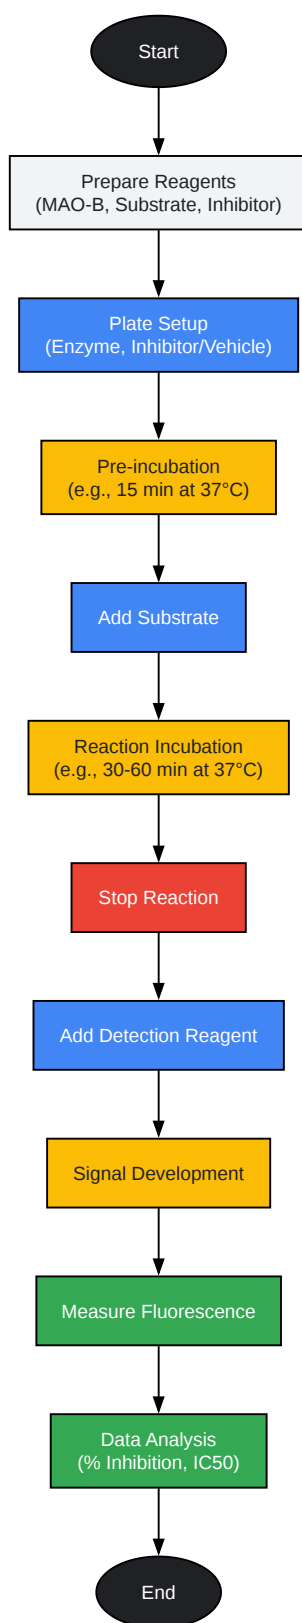 Start
Prepare Reagents
(MAO-B, Substrate, Inhibitor)
Plate Setup
(Enzyme, Inhibitor/Vehicle)
Pre-incubation
(e.g., 15 min at 37°C)
Add Substrate
Reaction Incubation
(e.g., 30-60 min at 37°C)
Stop Reaction
Add Detection Reagent
Signal Development
Measure Fluorescence
Data Analysis
(% Inhibition, IC50)
End